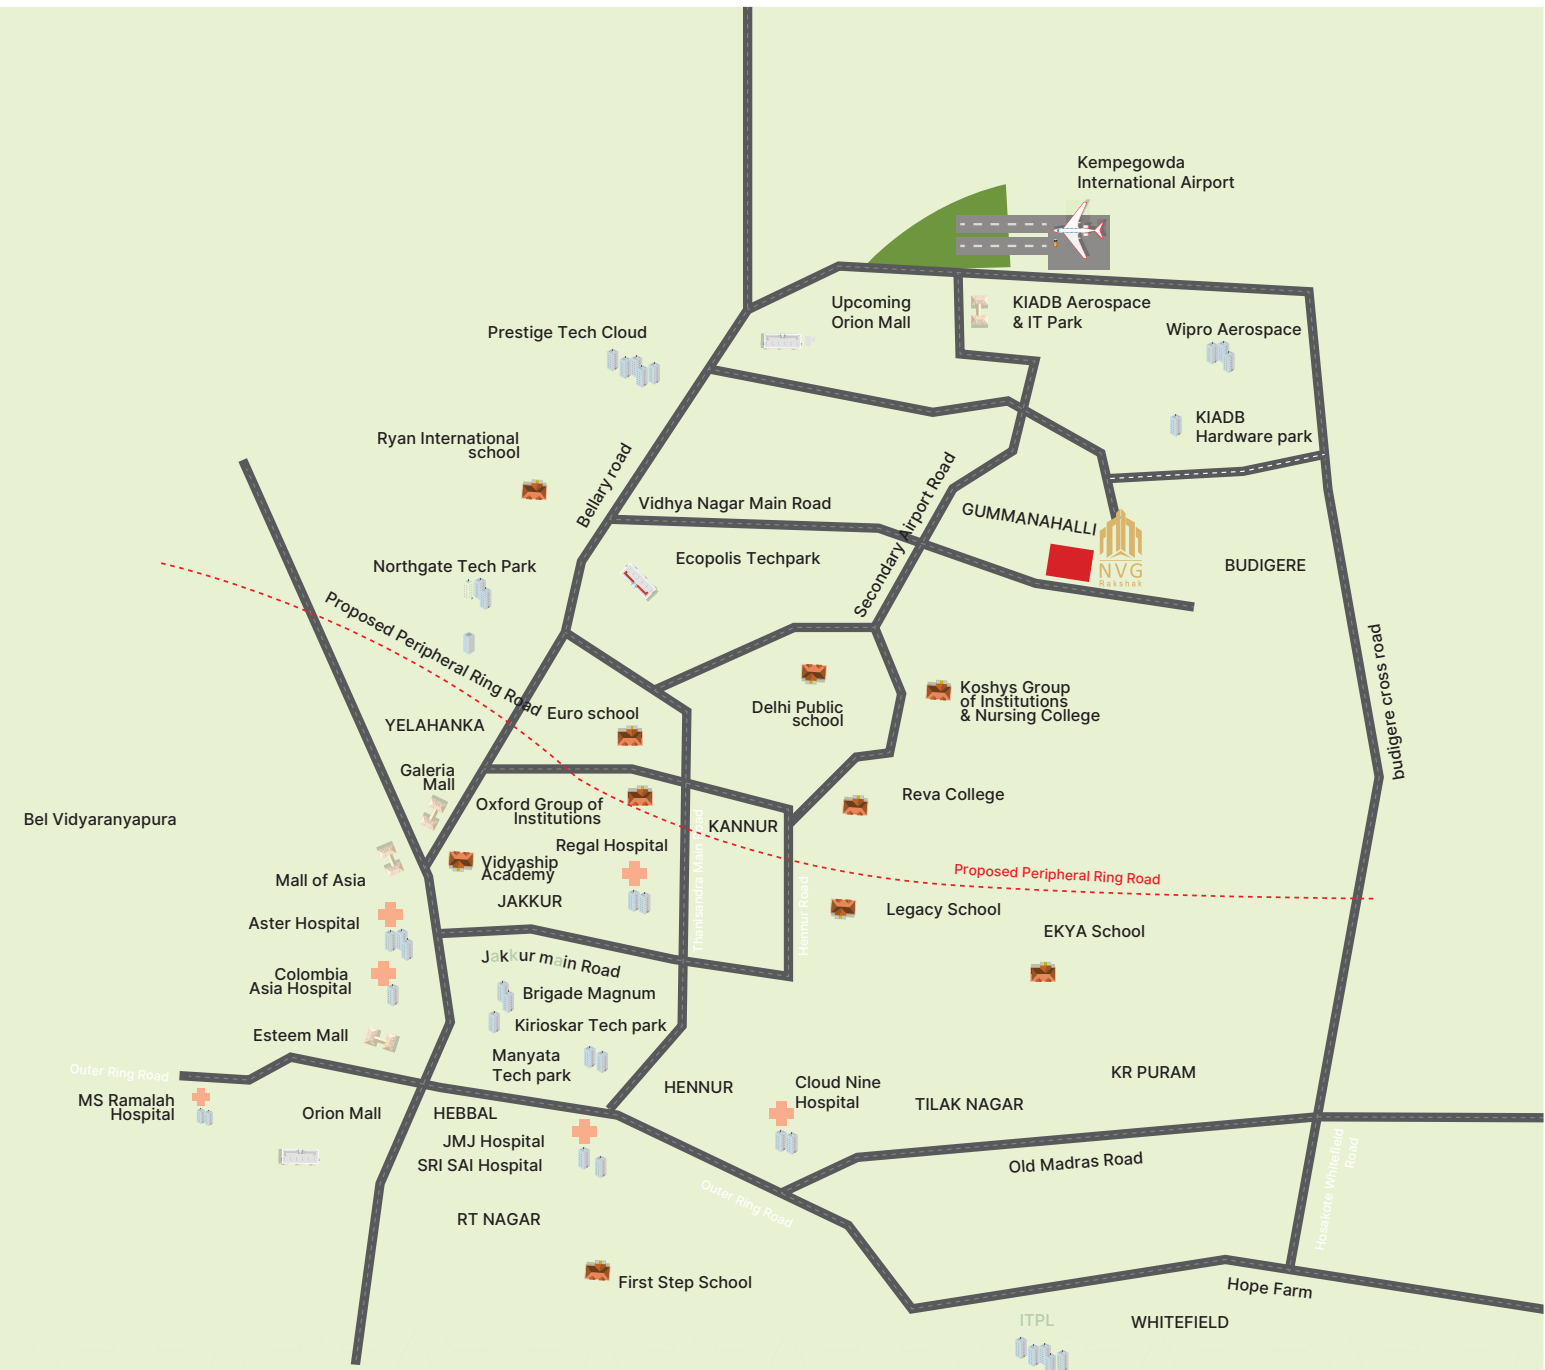 Kempegowda
International Airport
Upcoming
Orion Mall
KIADB Aerospace
& IT Park
Wipro Aerospace
Prestige Tech Cloud
KIADB
Hardware park
Ryan International
school
Bellary road
Vidhya Nagar Main Road
Secondary Airport Road
GUMMANAHALLI
NVG
Rakshak
Ecopolis Techpark
BUDIGERE
Northgate Tech Park
Proposed Peripheral Ring Road
budigere cross road
Euro school
YELAHANKA
Delhi Public
school
Koshys Group
of Institutions
& Nursing College
Galeria
Mall
Oxford Group of
Institutions
Reva College
Bel Vidyaranyapura
KANNUR
Thanisandra Main Road
Regal Hospital
Vidyaship
Academy
Mall of Asia
JAKKUR
Proposed Peripheral Ring Road
Hennur Road
Legacy School
Aster Hospital
EKYA School
Jakkur main Road
Colombia
Asia Hospital
Brigade Magnum
Kirioskar Tech park
Esteem Mall
Manyata
Tech park
Outer Ring Road
MS Ramalah
Hospital
Orion Mall
HEBBAL
HENNUR
Cloud Nine
Hospital
KR PURAM
TILAK NAGAR
JMJ Hospital
SRI SAI Hospital
Old Madras Road
Hosakote Whitefield
Road
Outer Ring Road
RT NAGAR
First Step School
Hope Farm
ITPL
WHITEFIELD